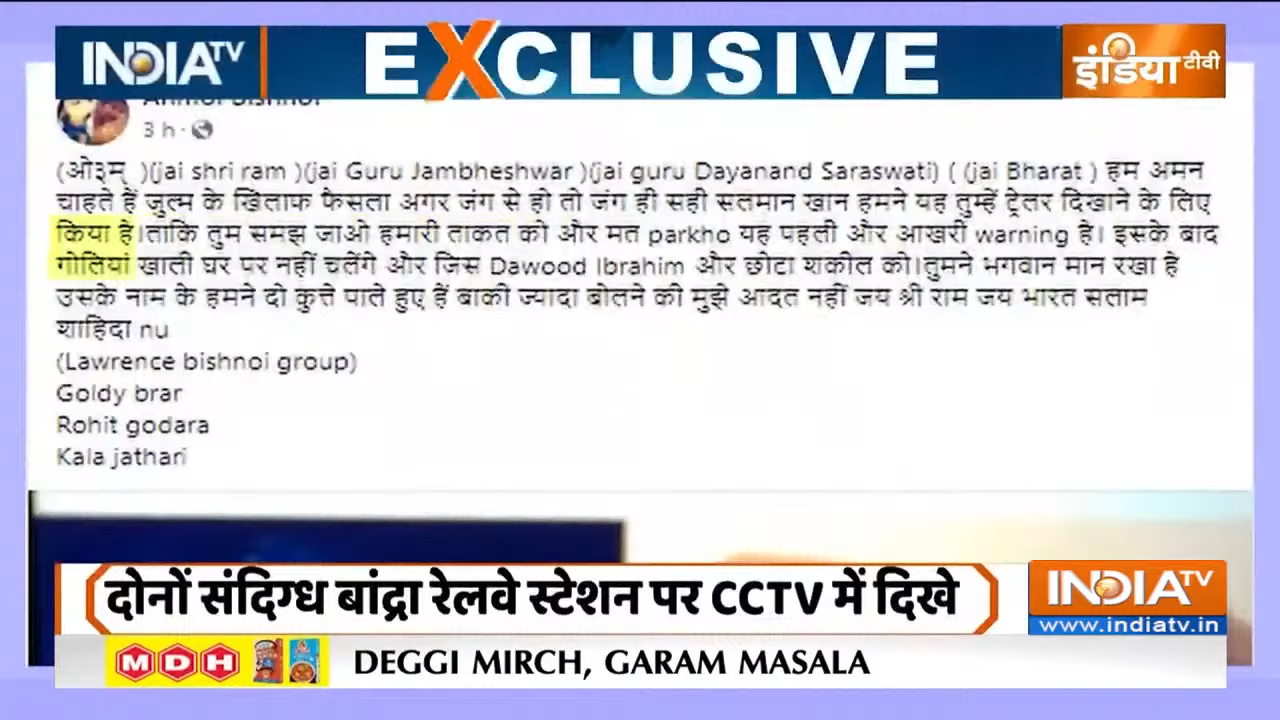 INDIA TV
EXCLUSIVE
इंडिया टीवी
Anmol Bishnoi
3 h ·
(ओ३म् )(jai shri ram )(jai Guru Jambheshwar )(jai guru Dayanand Saraswati) ( (jai Bharat ) हम अमन
चाहते हैं जुल्म के खिलाफ फैसला अगर जंग से हो तो जंग ही सही सलमान खान हमने यह तुम्हें ट्रेलर दिखाने के लिए
किया है।ताकि तुम समझ जाओ हमारी ताकत को और मत parkho यह पहली और आखरी warning है। इसके बाद
गोलियां खाली घर पर नहीं चलेंगे और जिस Dawood Ibrahim और छोटा शकील को।तुमने भगवान मान रखा है
उसके नाम के हमने दो कुत्ते पाले हुए हैं बाकी ज्यादा बोलने की मुझे आदत नहीं जय श्री राम जय भारत सलाम
शाहिदा nu
(Lawrence bishnoi group)
Goldy brar
Rohit godara
Kala jathari
दोनों संदिग्ध बांद्रा रेलवे स्टेशन पर CCTV में दिखे
INDIA TV
www.indiatv.in
MDH
DEGGI MIRCH, GARAM MASALA